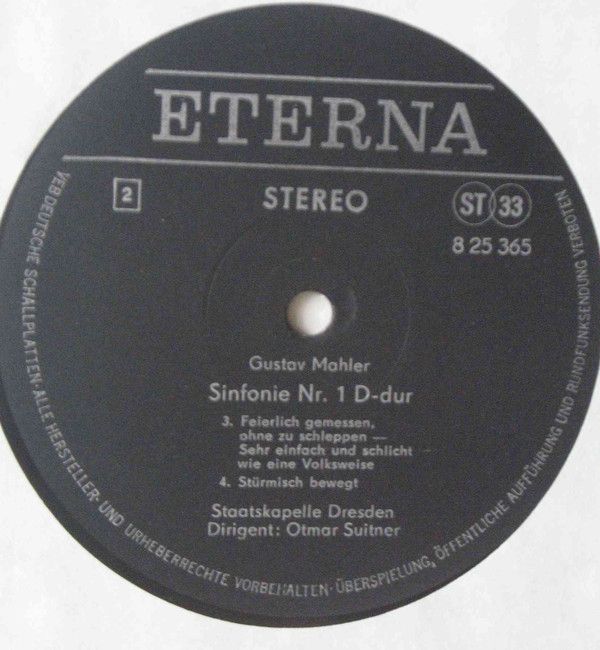 ETERNA
2
STEREO
ST 33
8 25 365
Gustav Mahler
Sinfonie Nr. 1 D-dur
3. Feierlich gemessen,
ohne zu schleppen —
Sehr einfach und schlicht
wie eine Volksweise
4. Stürmisch bewegt
Staatskapelle Dresden
Dirigent: Otmar Suitner
VEB DEUTSCHE SCHALLPLATTEN · ALLE HERSTELLER- UND URHEBERRECHTE VORBEHALTEN · ÜBERSPIELUNG, ÖFFENTLICHE AUFFÜHRUNG UND RUNDFUNKSENDUNG VERBOTEN